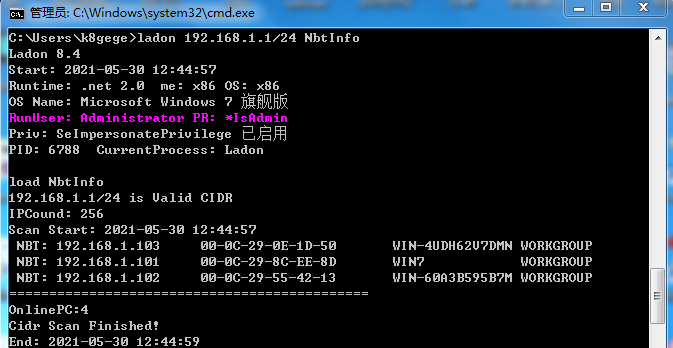 管理员: C:\Windows\system32\cmd.exe
C:\Users\k8gege>ladon 192.168.1.1/24 NbtInfo
Ladon 8.4
Start: 2021-05-30 12:44:57
Runtime: .net 2.0  me: x86 OS: x86
OS Name: Microsoft Windows 7 旗舰版
RunUser: Administrator PR: *IsAdmin
Priv: SeImpersonatePrivilege 已启用
PID: 6788  CurrentProcess: Ladon
load NbtInfo
192.168.1.1/24 is Valid CIDR
IPCount: 256
Scan Start: 2021-05-30 12:44:57
NBT: 192.168.1.103     00-0C-29-0E-1D-50       WIN-4UDH62V7DMN WORKGROUP
NBT: 192.168.1.101     00-0C-29-8C-EE-8D       WIN7            WORKGROUP
NBT: 192.168.1.102     00-0C-29-55-42-13       WIN-60A3B595B7M WORKGROUP
=============================================
OnlinePC:4
Cidr Scan Finished!
End: 2021-05-30 12:44:59